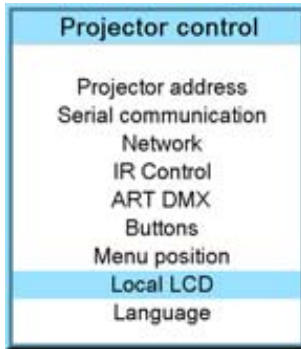 Projector control
Projector address
Serial communication
Network
IR Control
ART DMX
Buttons
Menu position
Local LCD
Language